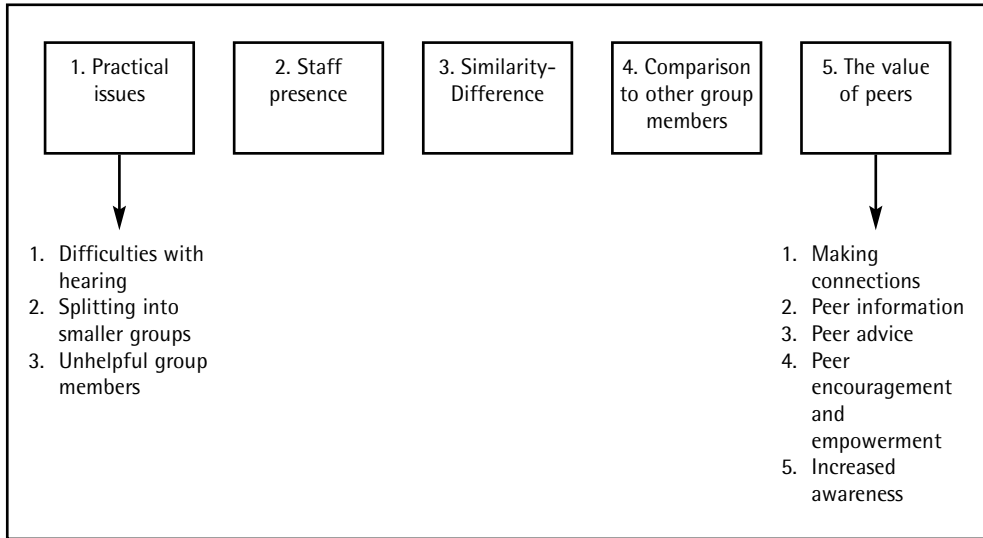 1. Practical
issues
2. Staff
presence
3. Similarity-
Difference
4. Comparison
to other group
members
5. The value
of peers
1. Difficulties with
hearing
2. Splitting into
smaller groups
3. Unhelpful group
members
1. Making
connections
2. Peer information
3. Peer advice
4. Peer
encouragement
and
empowerment
5. Increased
awareness